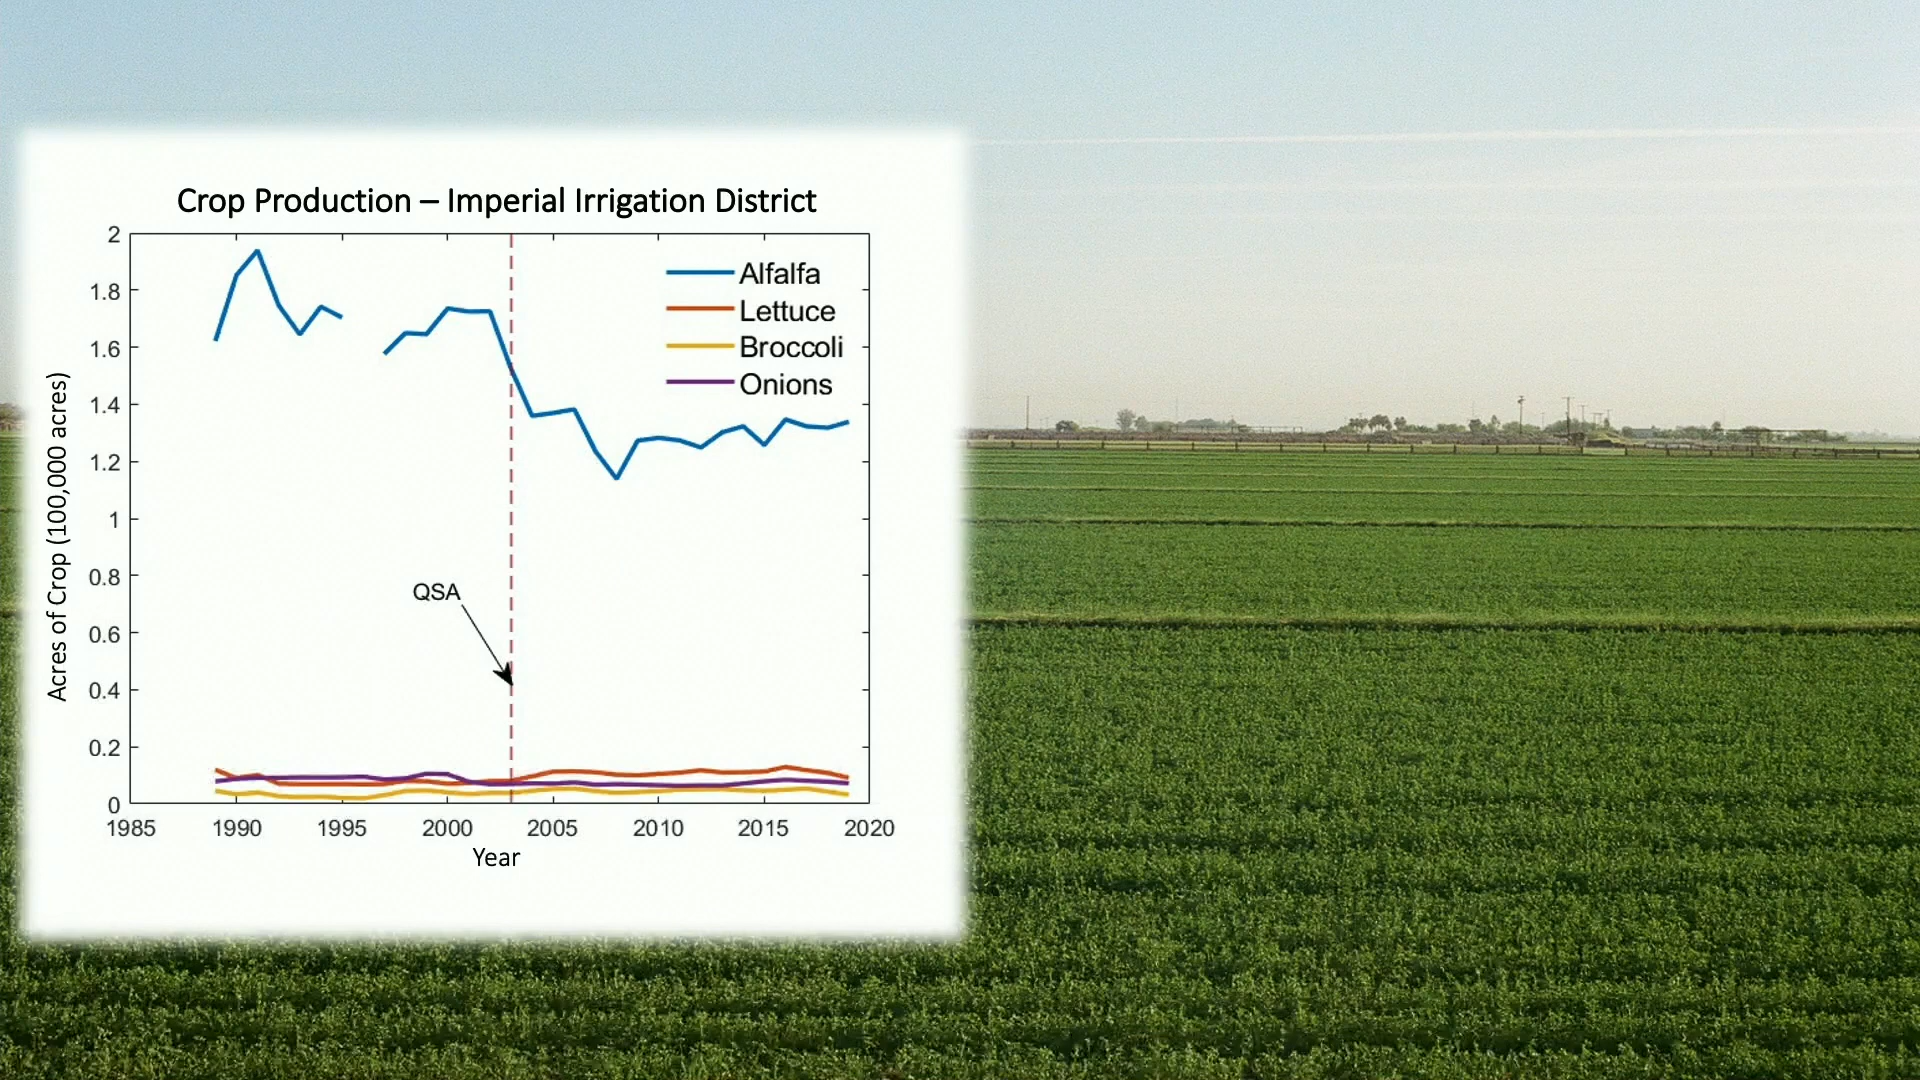 Crop Production – Imperial Irrigation District
2
1.8
1.6
1.4
1.2
1
0.8
0.6
0.4
0.2
0
Acres of Crop (100,000 acres)
Alfalfa
Lettuce
Broccoli
Onions
QSA
1985 1990 1995 2000 2005 2010 2015 2020
Year